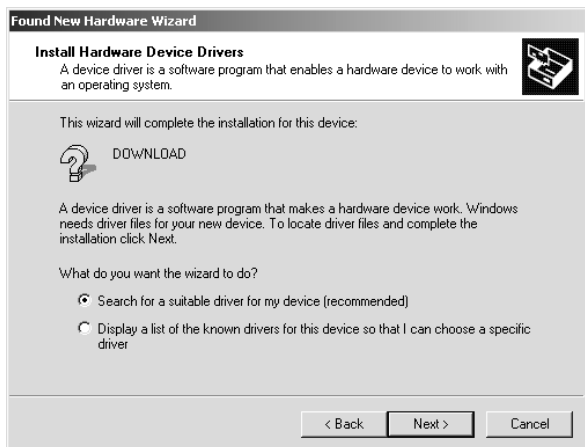 Found New Hardware Wizard
Install Hardware Device Drivers
A device driver is a software program that enables a hardware device to work with
an operating system.
This wizard will complete the installation for this device:
DOWNLOAD
A device driver is a software program that makes a hardware device work. Windows
needs driver files for your new device. To locate driver files and complete the
installation click Next.
What do you want the wizard to do?
Search for a suitable driver for my device (recommended)
Display a list of the known drivers for this device so that I can choose a specific
driver
< Back Next > Cancel